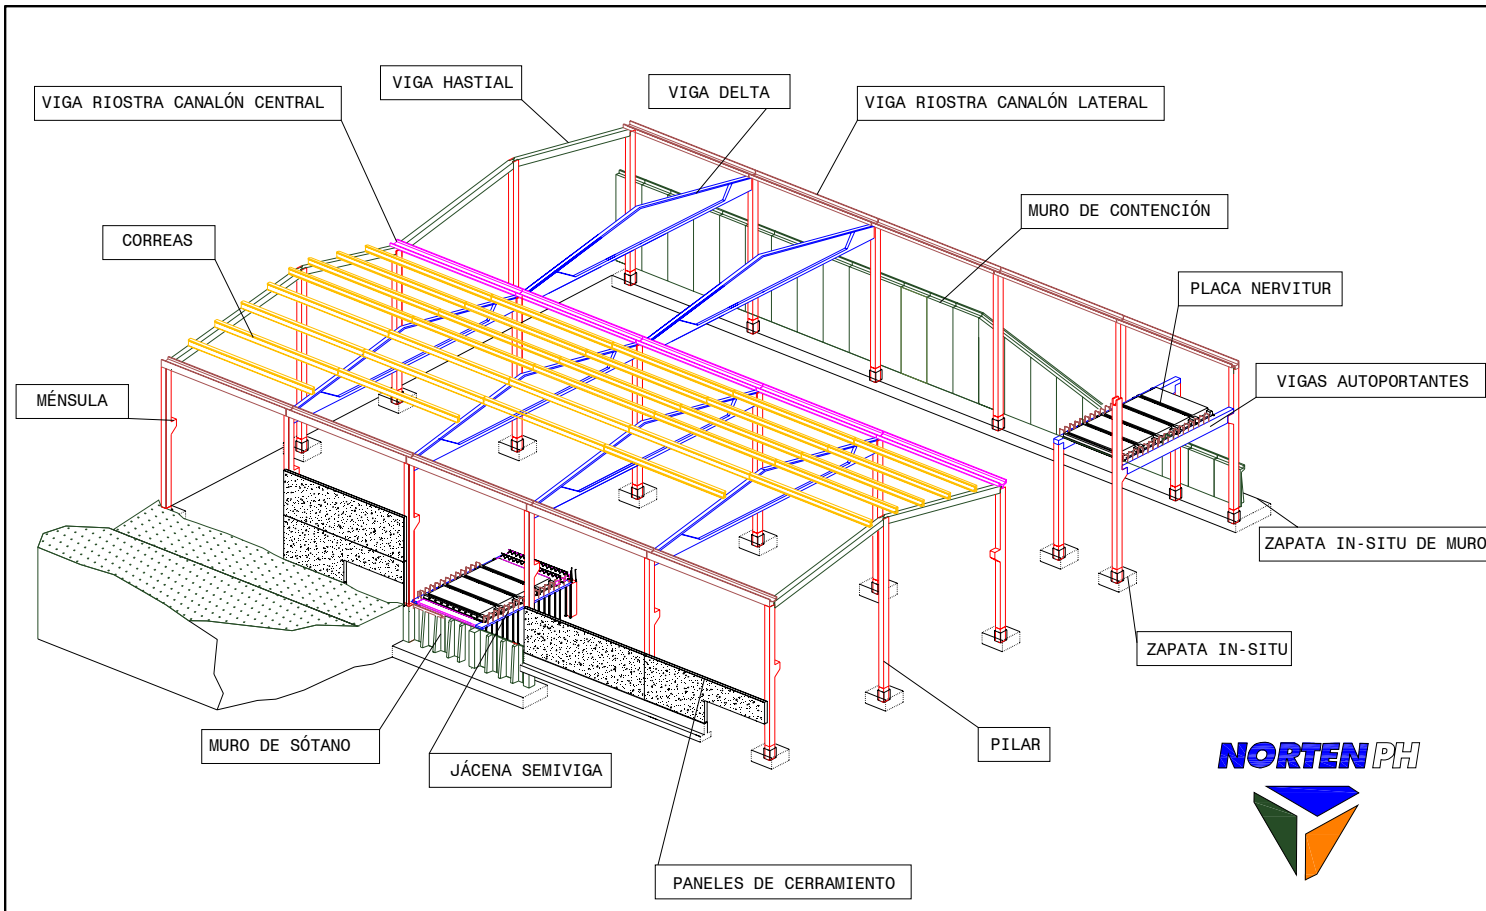 VIGA HASTIAL
VIGA DELTA
VIGA RIOSTRA CANALÓN CENTRAL
VIGA RIOSTRA CANALÓN LATERAL
MURO DE CONTENCIÓN
CORREAS
PLACA NERVITUR
VIGAS AUTOPORTANTES
MÉNSULA
ZAPATA IN-SITU DE MURO
ZAPATA IN-SITU
MURO DE SÓTANO
PILAR
JÁCENA SEMIVIGA
NORTEN PH
PANELES DE CERRAMIENTO